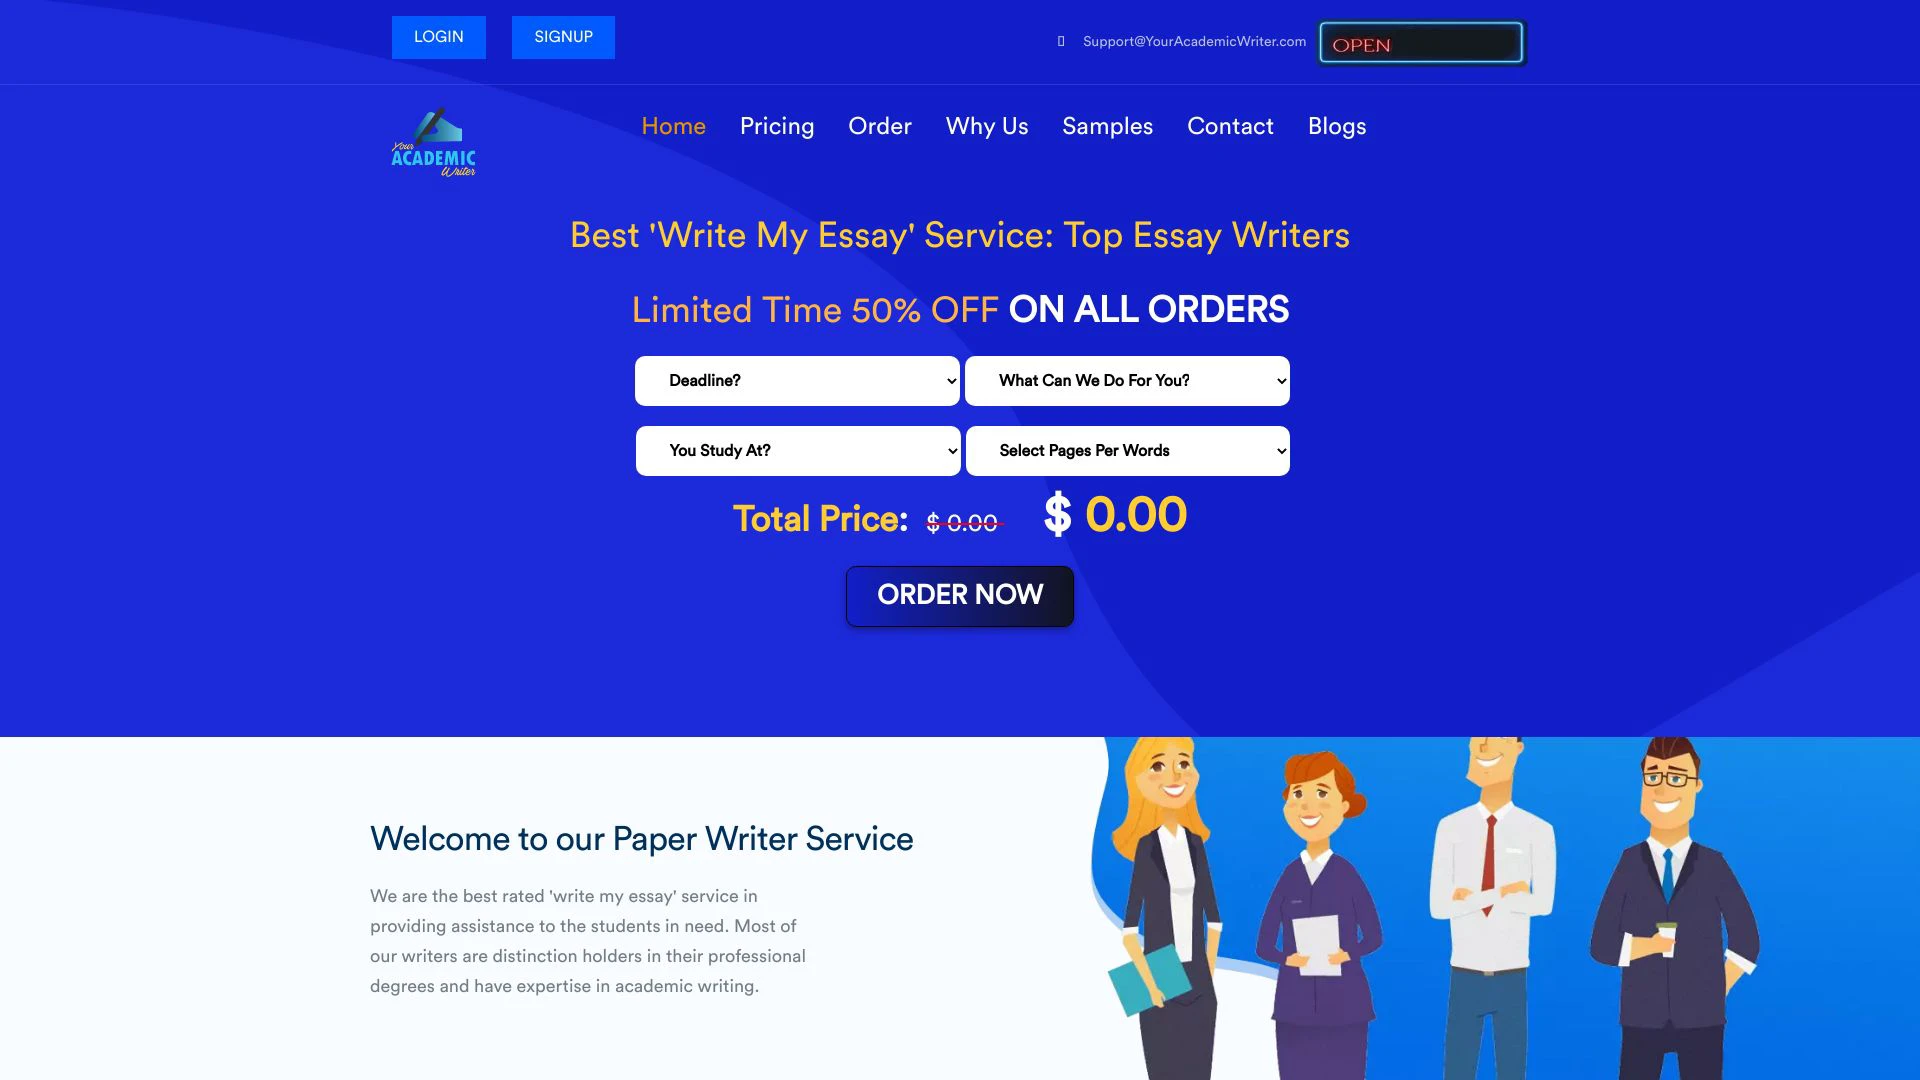 LOGIN
SIGNUP
Support@YourAcademicWriter.com
OPEN
Your
ACADEMIC
Writer
Home
Pricing
Order
Why Us
Samples
Contact
Blogs
Best 'Write My Essay' Service: Top Essay Writers
Limited Time 50% OFF ON ALL ORDERS
Deadline?
What Can We Do For You?
You Study At?
Select Pages Per Words
Total Price: $ 0.00 $ 0.00
ORDER NOW
Welcome to our Paper Writer Service
We are the best rated 'write my essay' service in
providing assistance to the students in need. Most of
our writers are distinction holders in their professional
degrees and have expertise in academic writing.